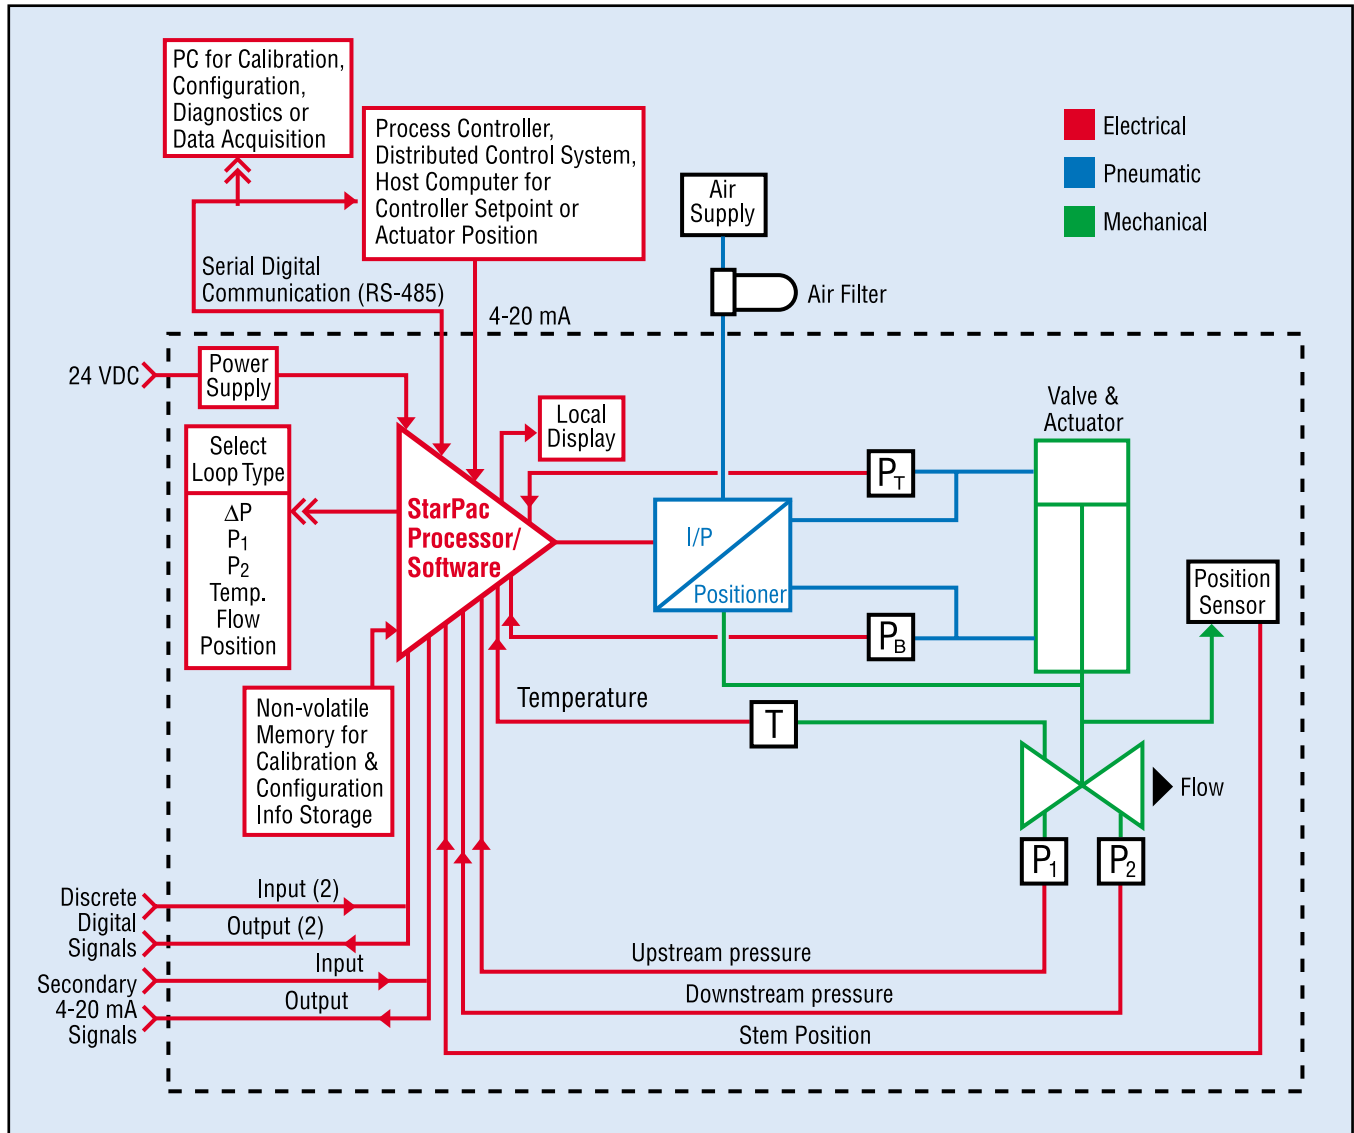 PC for Calibration,
Configuration,
Diagnostics or
Data Acquisition
Process Controller,
Distributed Control System,
Host Computer for
Controller Setpoint or
Actuator Position
Electrical
Pneumatic
Mechanical
Air
Supply
Air Filter
Serial Digital
Communication (RS-485)
4-20 mA
24 VDC
Power
Supply
Local
Display
Valve &
Actuator
Select
Loop Type
ΔP
P1
P2
Temp.
Flow
Position
StarPac
Processor/
Software
PT
I/P
Positioner
PB
Position
Sensor
Non-volatile
Memory for
Calibration &
Configuration
Info Storage
Temperature
T
Flow
P1
P2
Discrete
Digital
Signals
Input (2)
Output (2)
Secondary
4-20 mA
Signals
Input
Output
Upstream pressure
Downstream pressure
Stem Position